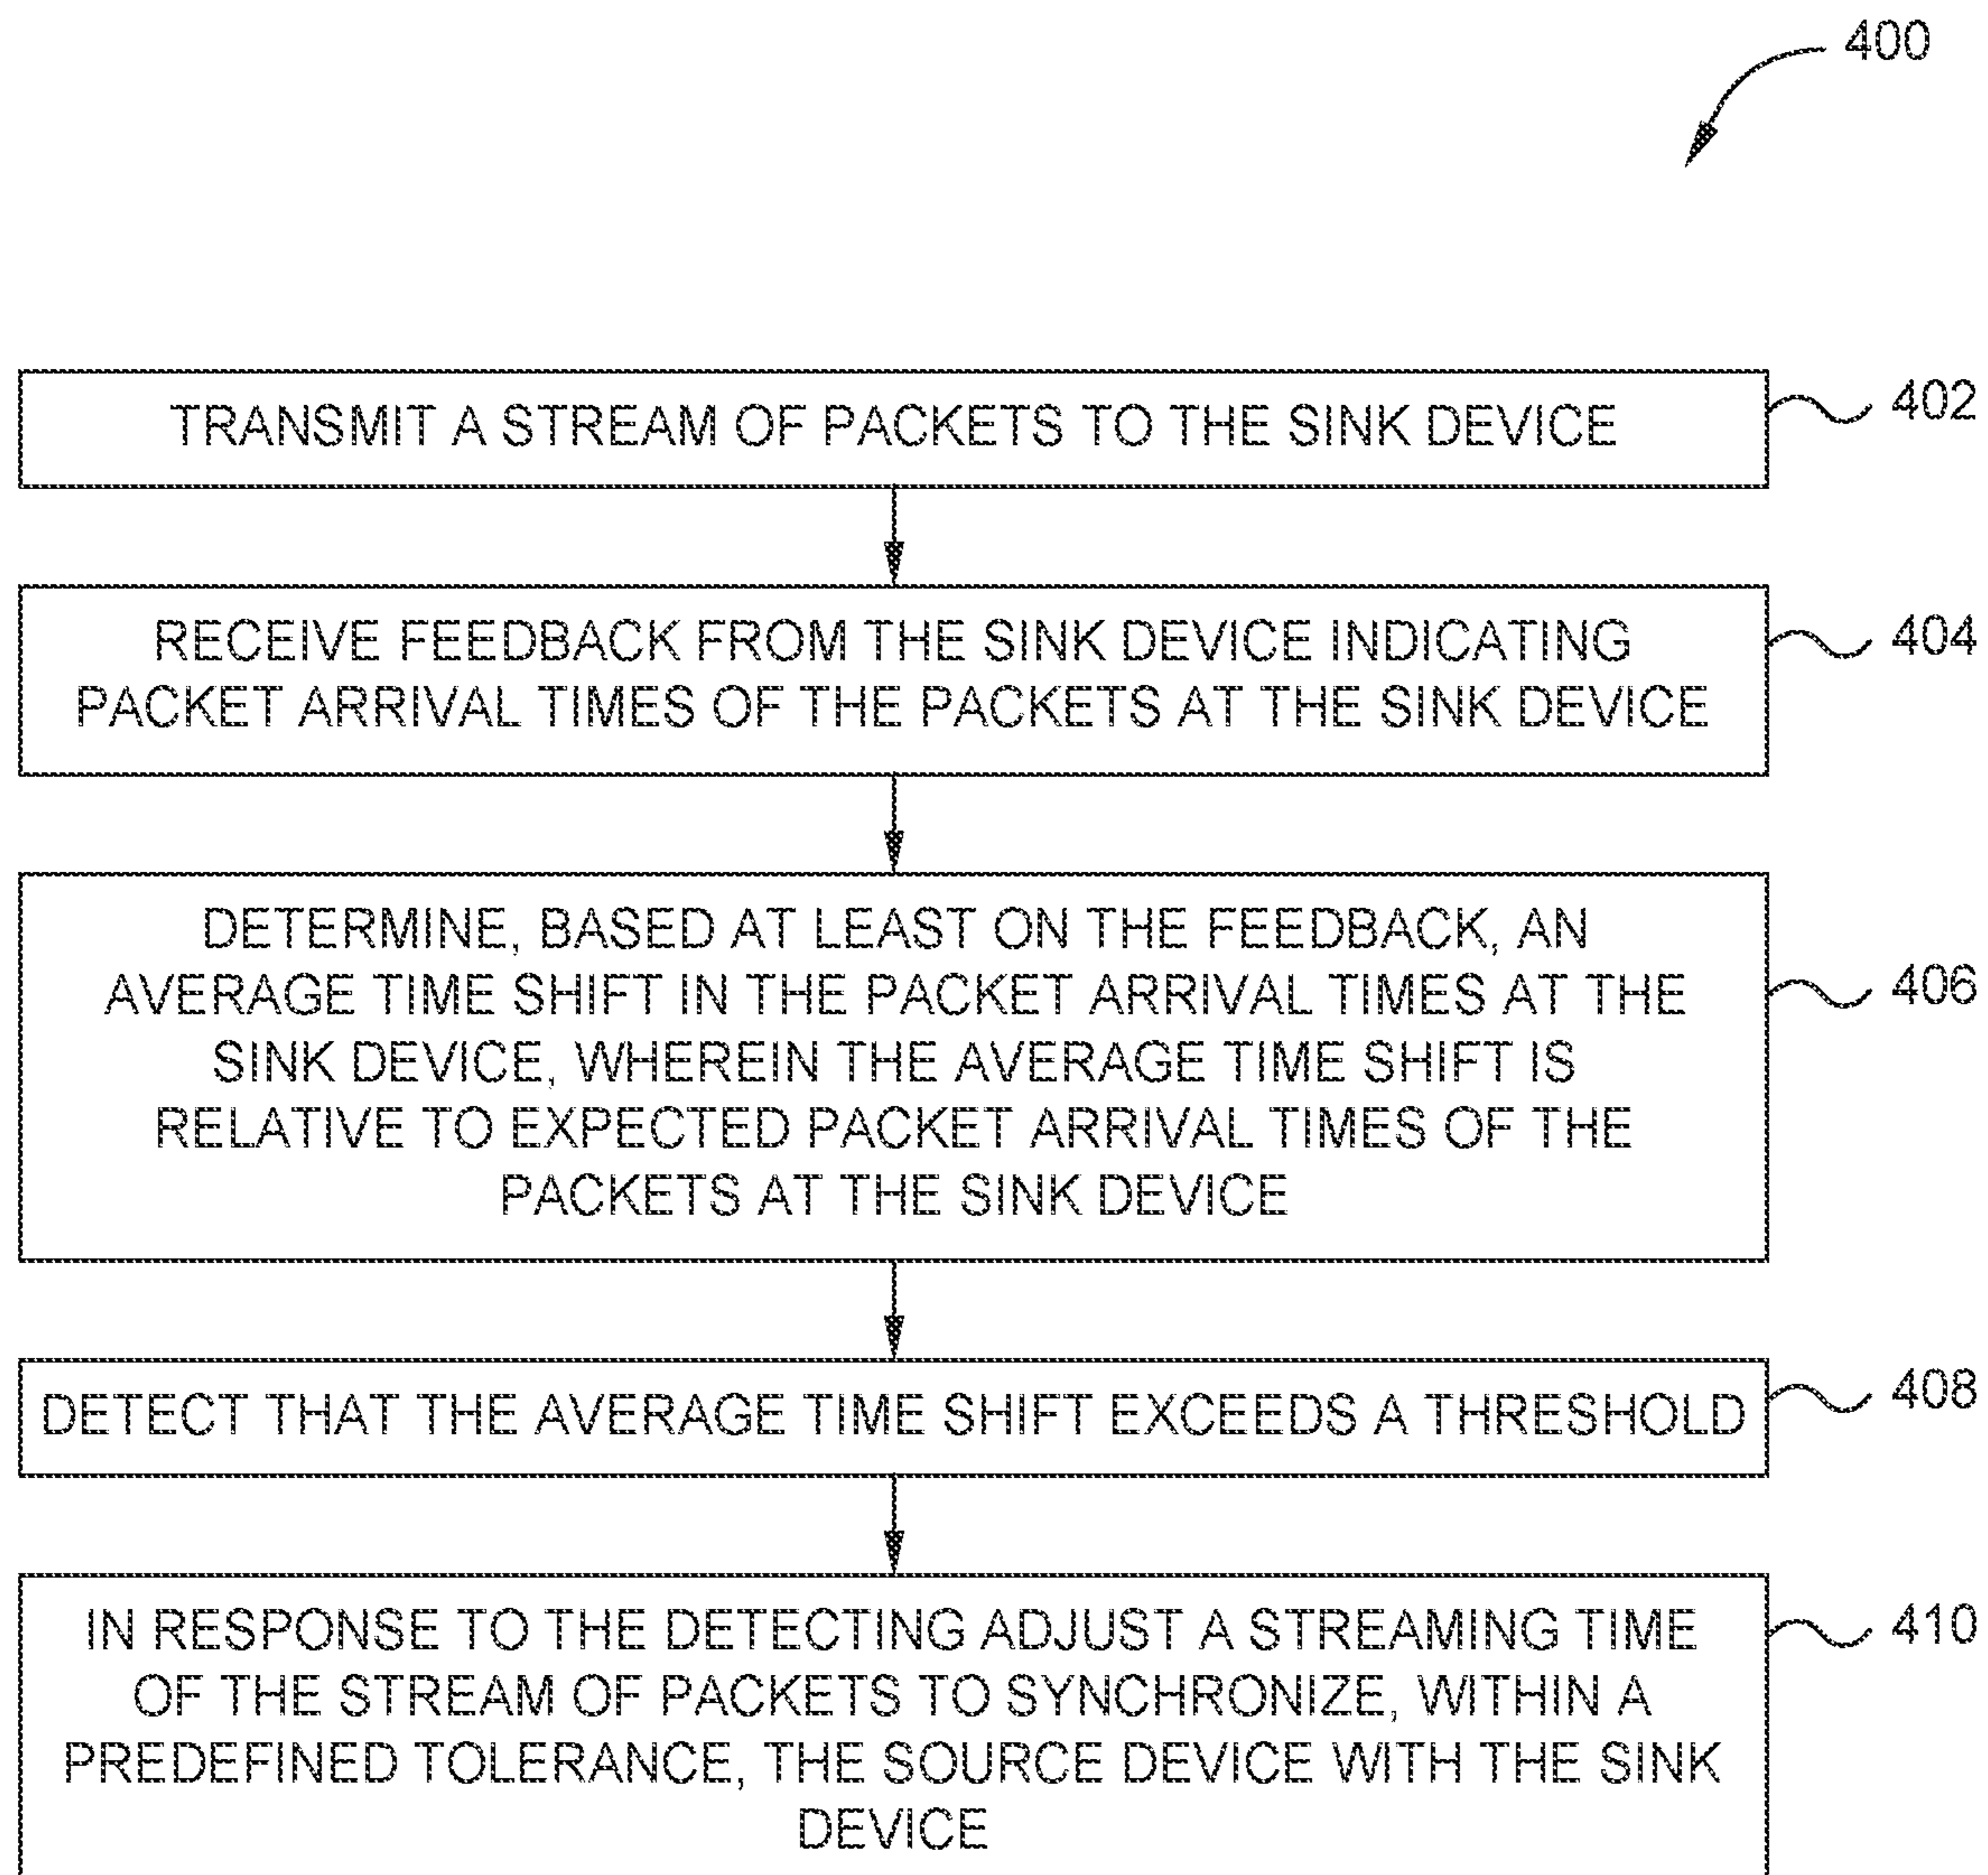 400
TRANSMIT A STREAM OF PACKETS TO THE SINK DEVICE
402
RECEIVE FEEDBACK FROM THE SINK DEVICE INDICATING
PACKET ARRIVAL TIMES OF THE PACKETS AT THE SINK DEVICE
404
DETERMINE, BASED AT LEAST ON THE FEEDBACK, AN
AVERAGE TIME SHIFT IN THE PACKET ARRIVAL TIMES AT THE
SINK DEVICE, WHEREIN THE AVERAGE TIME SHIFT IS
RELATIVE TO EXPECTED PACKET ARRIVAL TIMES OF THE
PACKETS AT THE SINK DEVICE
406
DETECT THAT THE AVERAGE TIME SHIFT EXCEEDS A THRESHOLD
408
IN RESPONSE TO THE DETECTING ADJUST A STREAMING TIME
OF THE STREAM OF PACKETS TO SYNCHRONIZE, WITHIN A
PREDEFINED TOLERANCE, THE SOURCE DEVICE WITH THE SINK
DEVICE
410